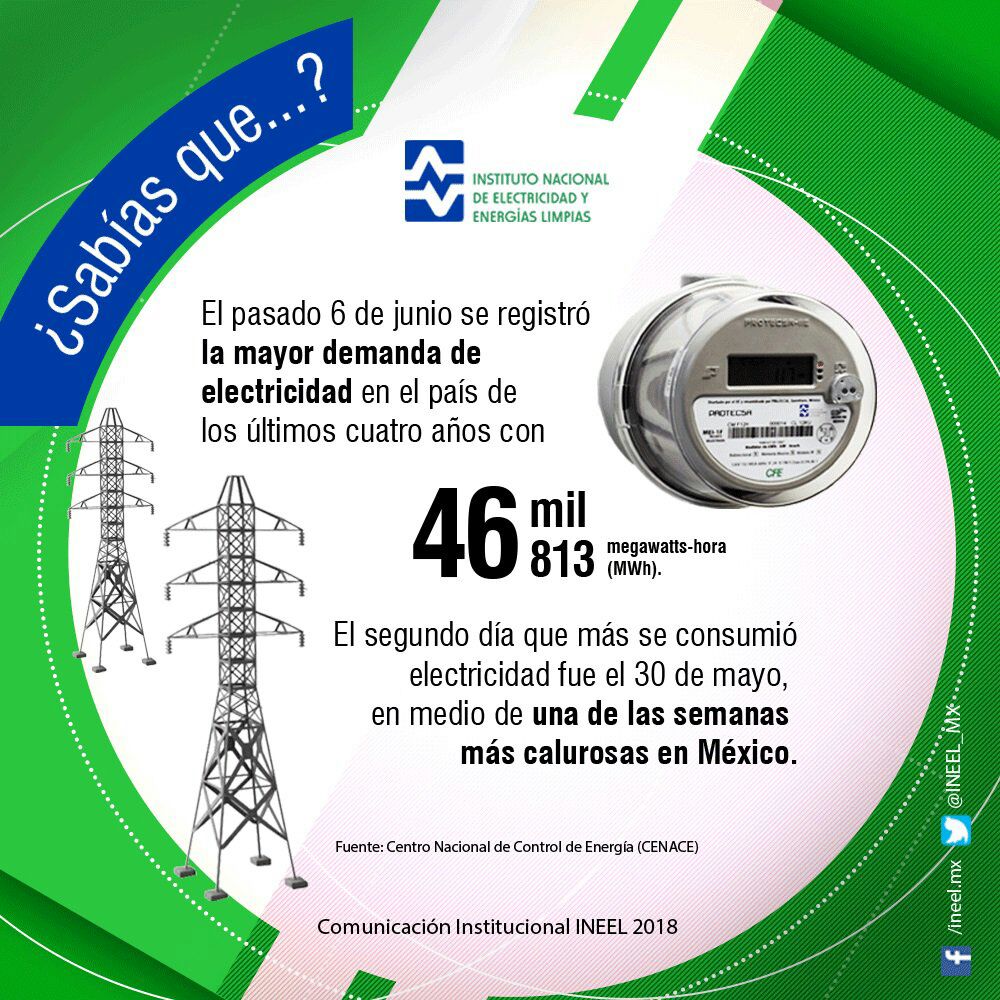 ¿Sabías que...?
INSTITUTO NACIONAL
DE ELECTRICIDAD Y
ENERGÍAS LIMPIAS
El pasado 6 de junio se registró
la mayor demanda de
electricidad en el país de
los últimos cuatro años con
PROTECSA
CFE
46 mil
813 megawatts-hora
(MWh).
El segundo día que más se consumió
electricidad fue el 30 de mayo,
en medio de una de las semanas
más calurosas en México.
Fuente: Centro Nacional de Control de Energía (CENACE)
Comunicación Institucional INEEL 2018
@INEEL_Mx
/ineel.mx